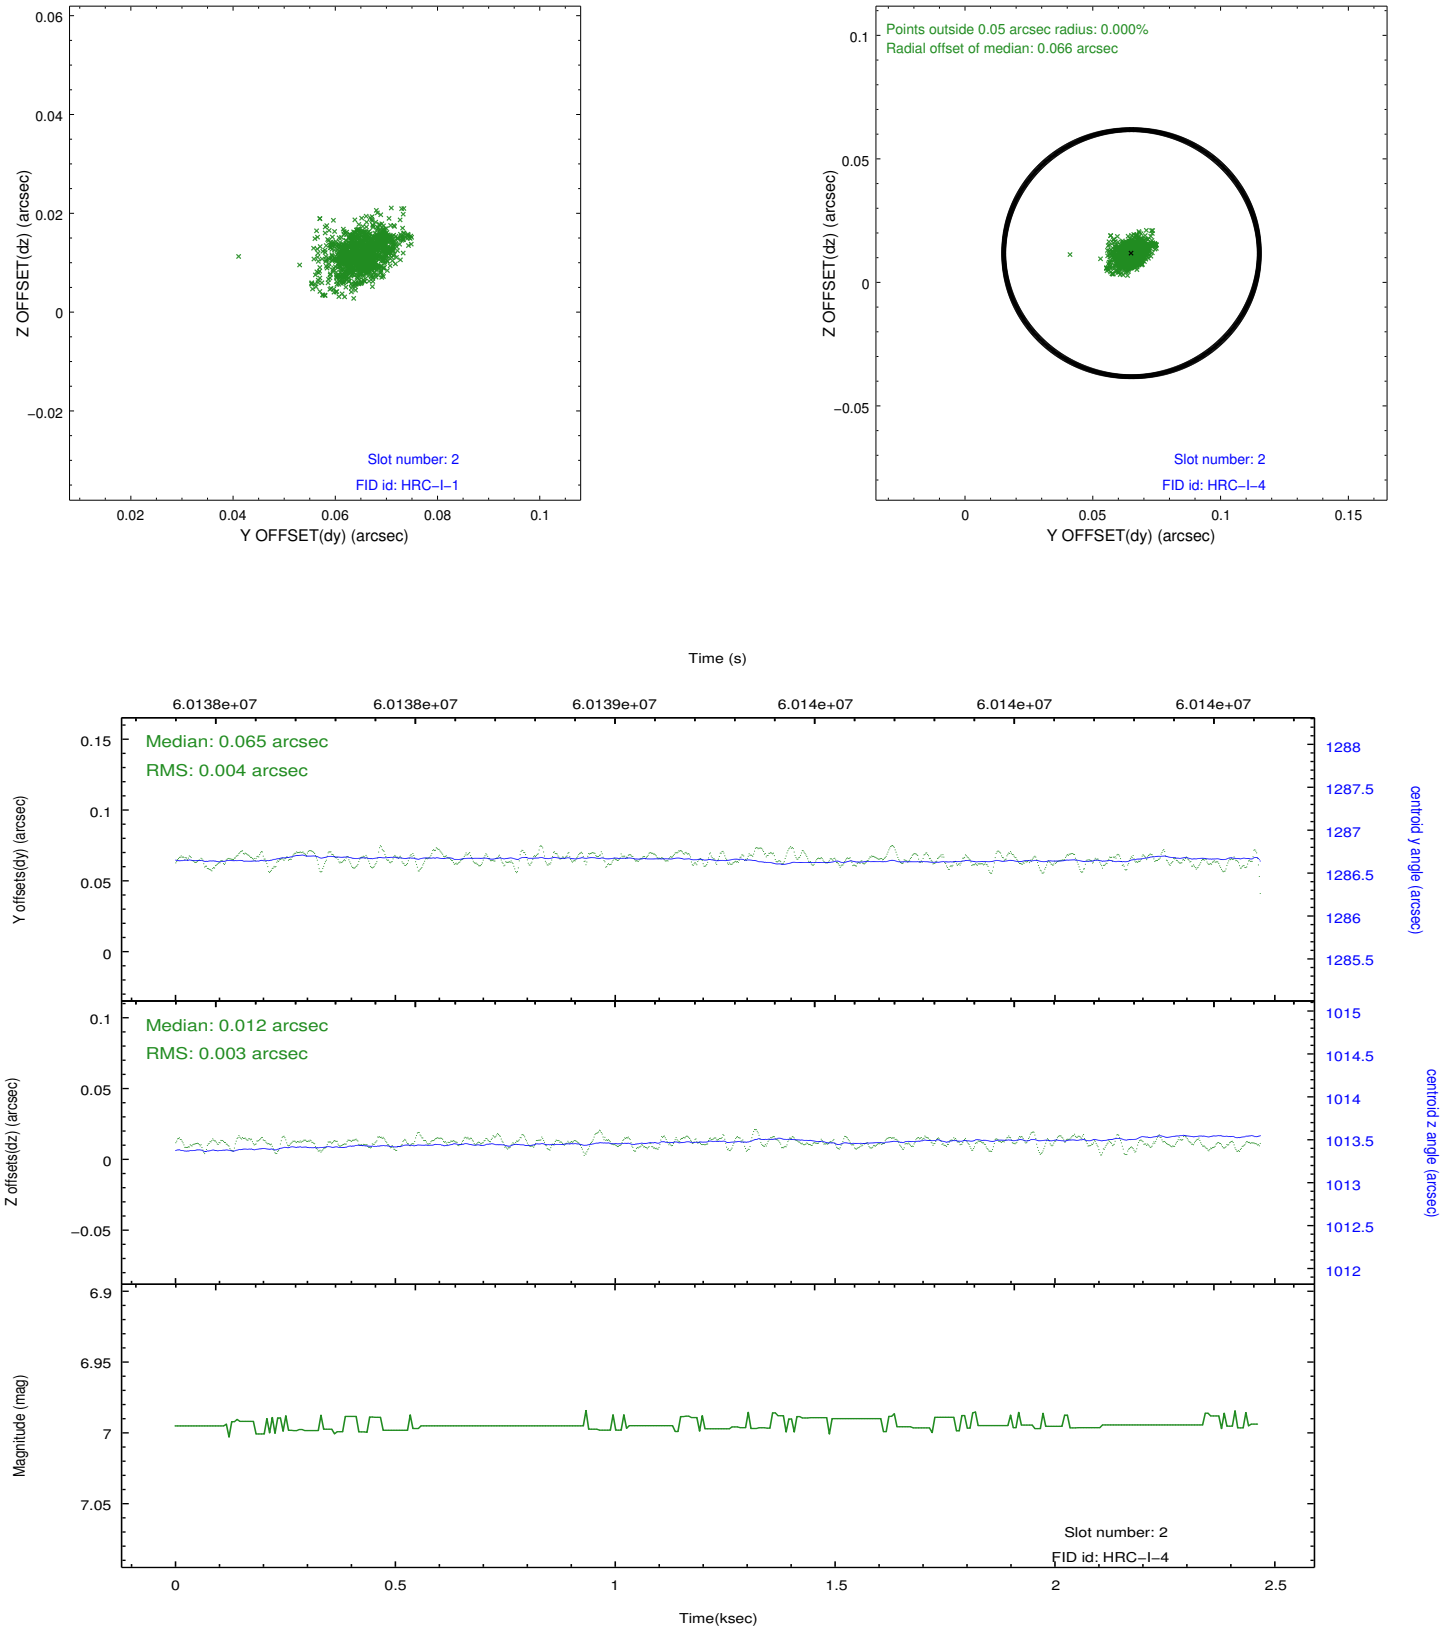 0.06
0.04
0.02
0
−0.02
Z OFFSET(dz) (arcsec)
Slot number: 2
FID id: HRC−I−1
0.02 0.04 0.06 0.08 0.1
Y OFFSET(dy) (arcsec)
Points outside 0.05 arcsec radius: 0.000%
Radial offset of median: 0.066 arcsec
0.1
0.05
0
−0.05
Z OFFSET(dz) (arcsec)
Slot number: 2
FID id: HRC−I−4
0 0.05 0.1 0.15
Y OFFSET(dy) (arcsec)
Time (s)
6.0138e+07 6.0138e+07 6.0139e+07 6.014e+07 6.014e+07 6.014e+07
Median: 0.065 arcsec
RMS: 0.004 arcsec
0.15
0.1
0.05
0
Y offsets(dy) (arcsec)
1288
1287.5
1287
1286.5
1286
1285.5
centroid y angle (arcsec)
Median: 0.012 arcsec
RMS: 0.003 arcsec
0.1
0.05
0
−0.05
Z offsets(dz) (arcsec)
1015
1014.5
1014
1013.5
1013
1012.5
1012
centroid z angle (arcsec)
6.9
6.95
7
7.05
Magnitude (mag)
Slot number: 2
FID id: HRC−I−4
0 0.5 1 1.5 2 2.5
Time(ksec)